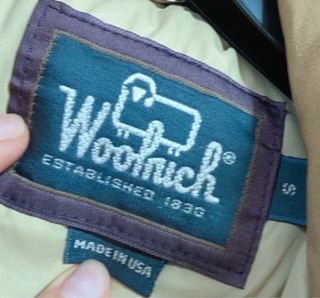 Woolrich®
ESTABLISHED 1830
S
MADE IN USA